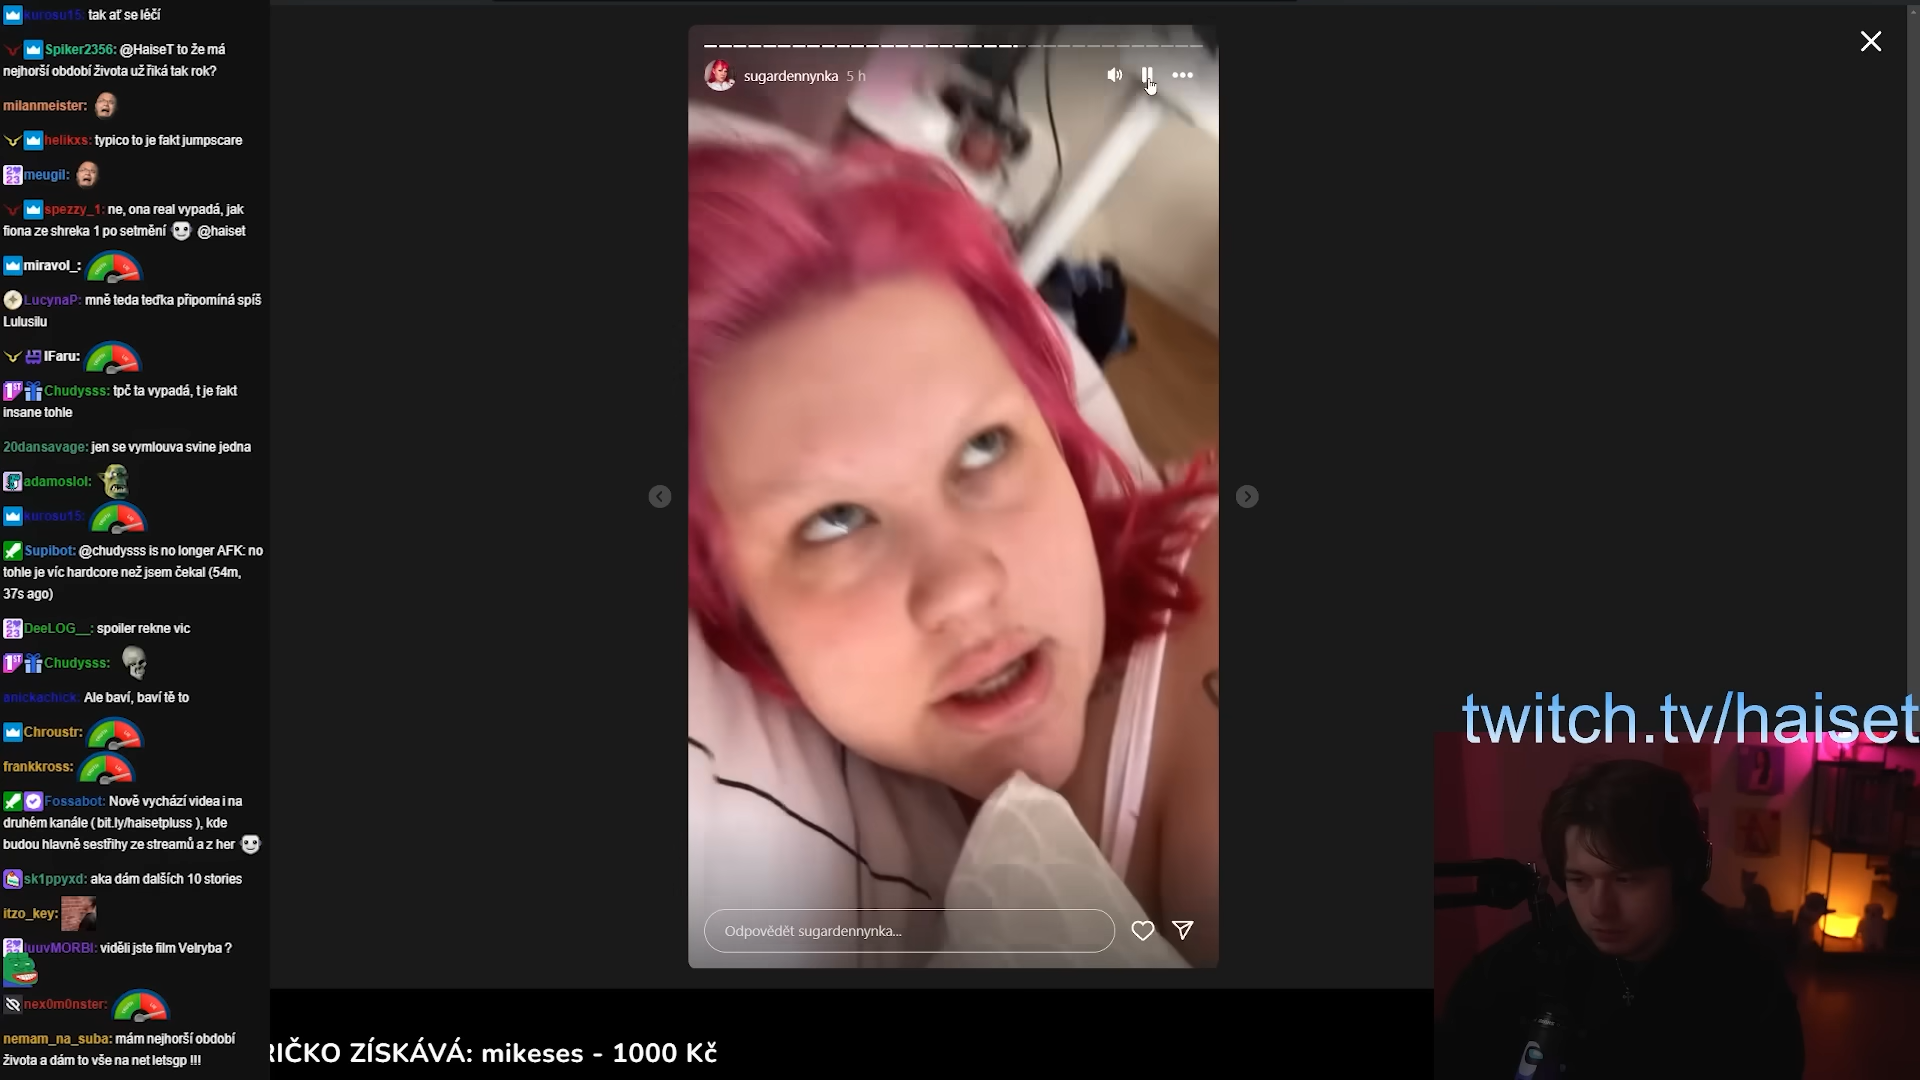 kurosu15: tak ať se léčí
Spiker2356: @HaiseT to že má
nejhorší období života už říká tak rok?
milanmeister:
helikxs: typico to je fakt jumpscare
meugil:
spezzy_1: ne, ona real vypadá, jak
fiona ze shreka 1 po setmění @haiset
miravol_:
LucynaP: mně teda teďka připomíná spíš
Lulusilu
IFaru:
Chudysss: tpč ta vypadá, t je fakt
insane tohle
20dansavage: jen se vymlouva svine jedna
adamoslol:
kurosu15:
Supibot: @chudysss is no longer AFK: no
tohle je víc hardcore než jsem čekal (54m,
37s ago)
DeeLOG__: spoiler rekne vic
Chudysss:
anickachick: Ale baví, baví tě to
Chroustr:
frankkross:
Fossabot: Nově vychází videa i na
druhém kanále ( bit.ly/haisetpluss ), kde
budou hlavně sestřihy ze streamů a z her
sk1ppyxd: aka dám dalších 10 stories
itzo_key:
luuvMORBI: viděli jste film Velryba ?
nex0m0nster:
nemam_na_suba: mám nejhorší období
života a dám to vše na net letsgp !!!
sugardennynka 5 h
Odpovědět sugardennynka...
twitch.tv/haiset
ŘIČKO ZÍSKÁVÁ: mikeses - 1000 Kč